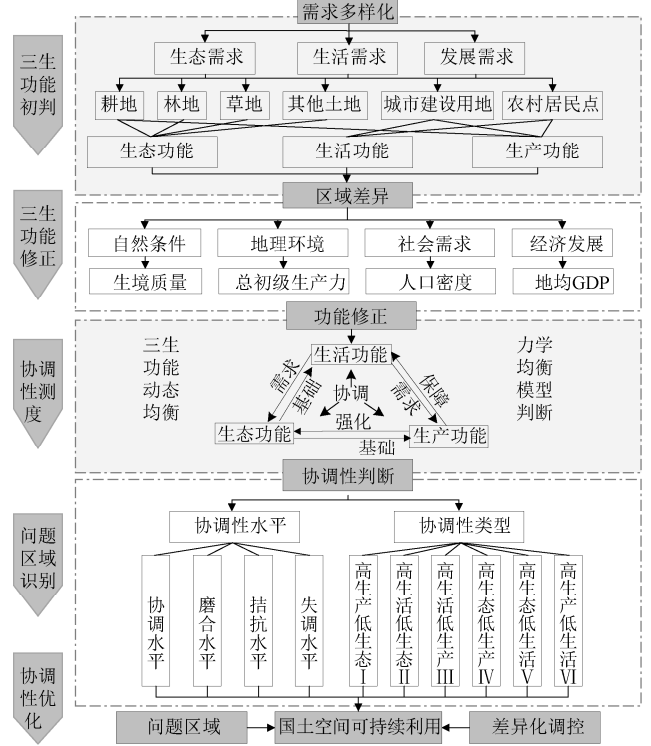 需求多样化
三生
功能
初判
生态需求
生活需求
发展需求
耕地
林地
草地
其他土地
城市建设用地
农村居民点
生态功能
生活功能
生产功能
区域差异
三生
功能
修正
自然条件
地理环境
社会需求
经济发展
生境质量
总初级生产力
人口密度
地均GDP
功能修正
协调
性测
度
三生
功能
动态
均衡
生活功能
需求
基础
协调
保障
需求
强化
生态功能
生产功能
基础
力学
均衡
模型
判断
协调性判断
问题
区域
识别
协调性水平
协调性类型
协调水平
磨合水平
拮抗水平
失调水平
高生产低生态I
高生活低生态II
高生活低生产III
高生态低生产IV
高生态低生活V
高生产低生活VI
协调
性优
化
问题区域
国土空间可持续利用
差异化调控